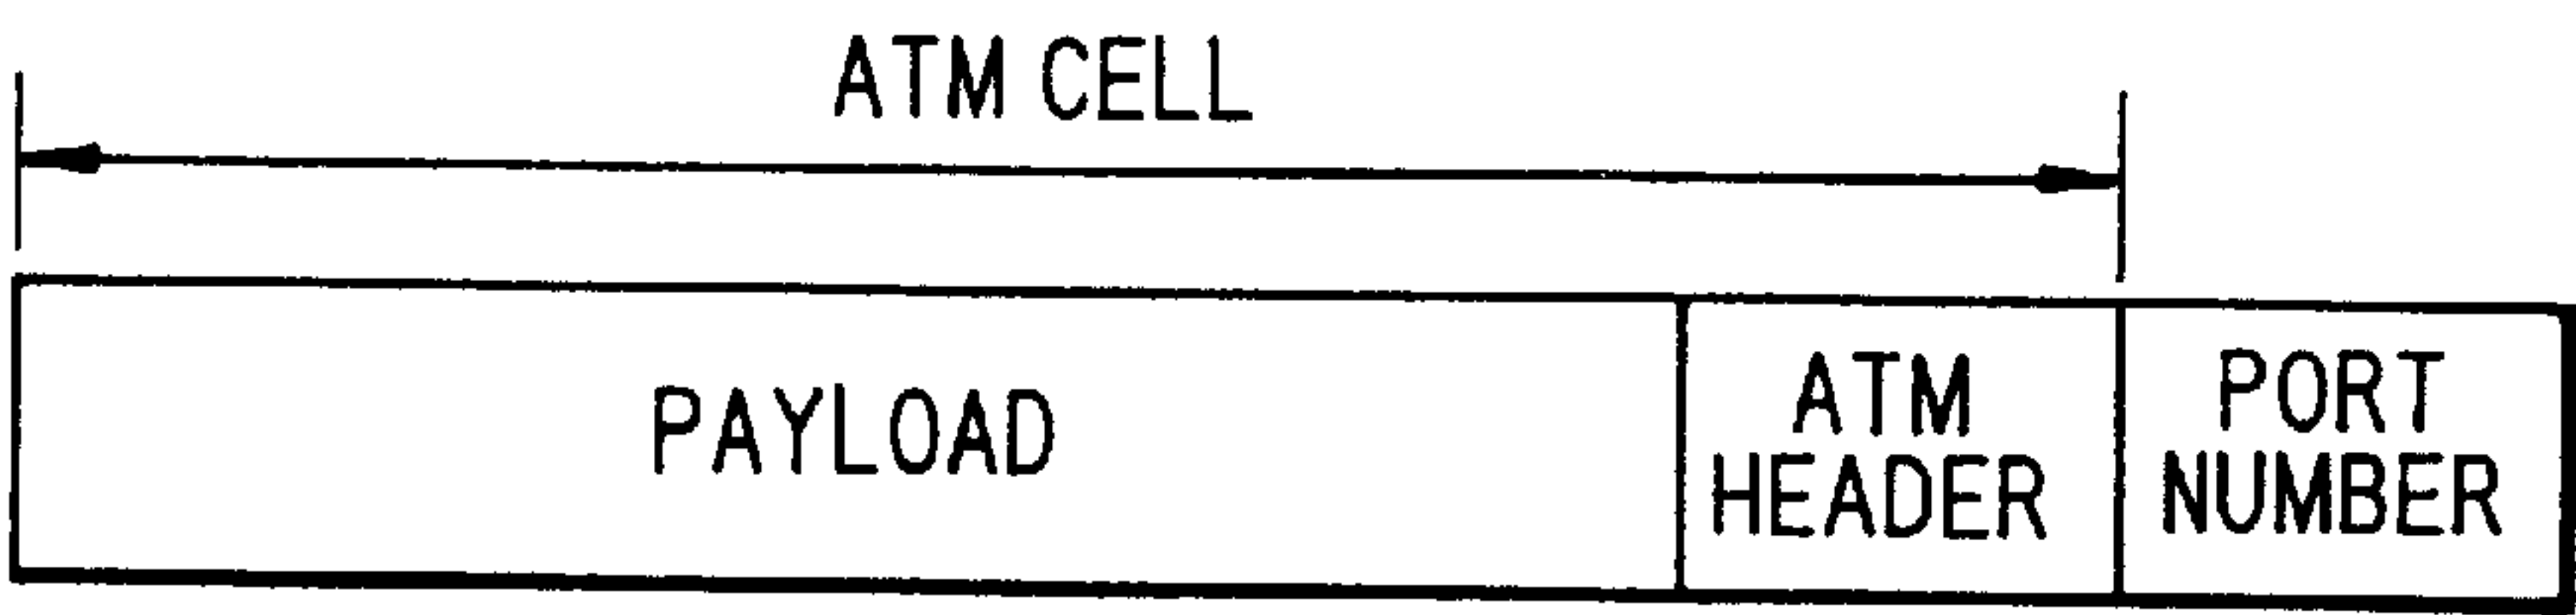 ATM CELL
PAYLOAD
ATM
HEADER
PORT
NUMBER